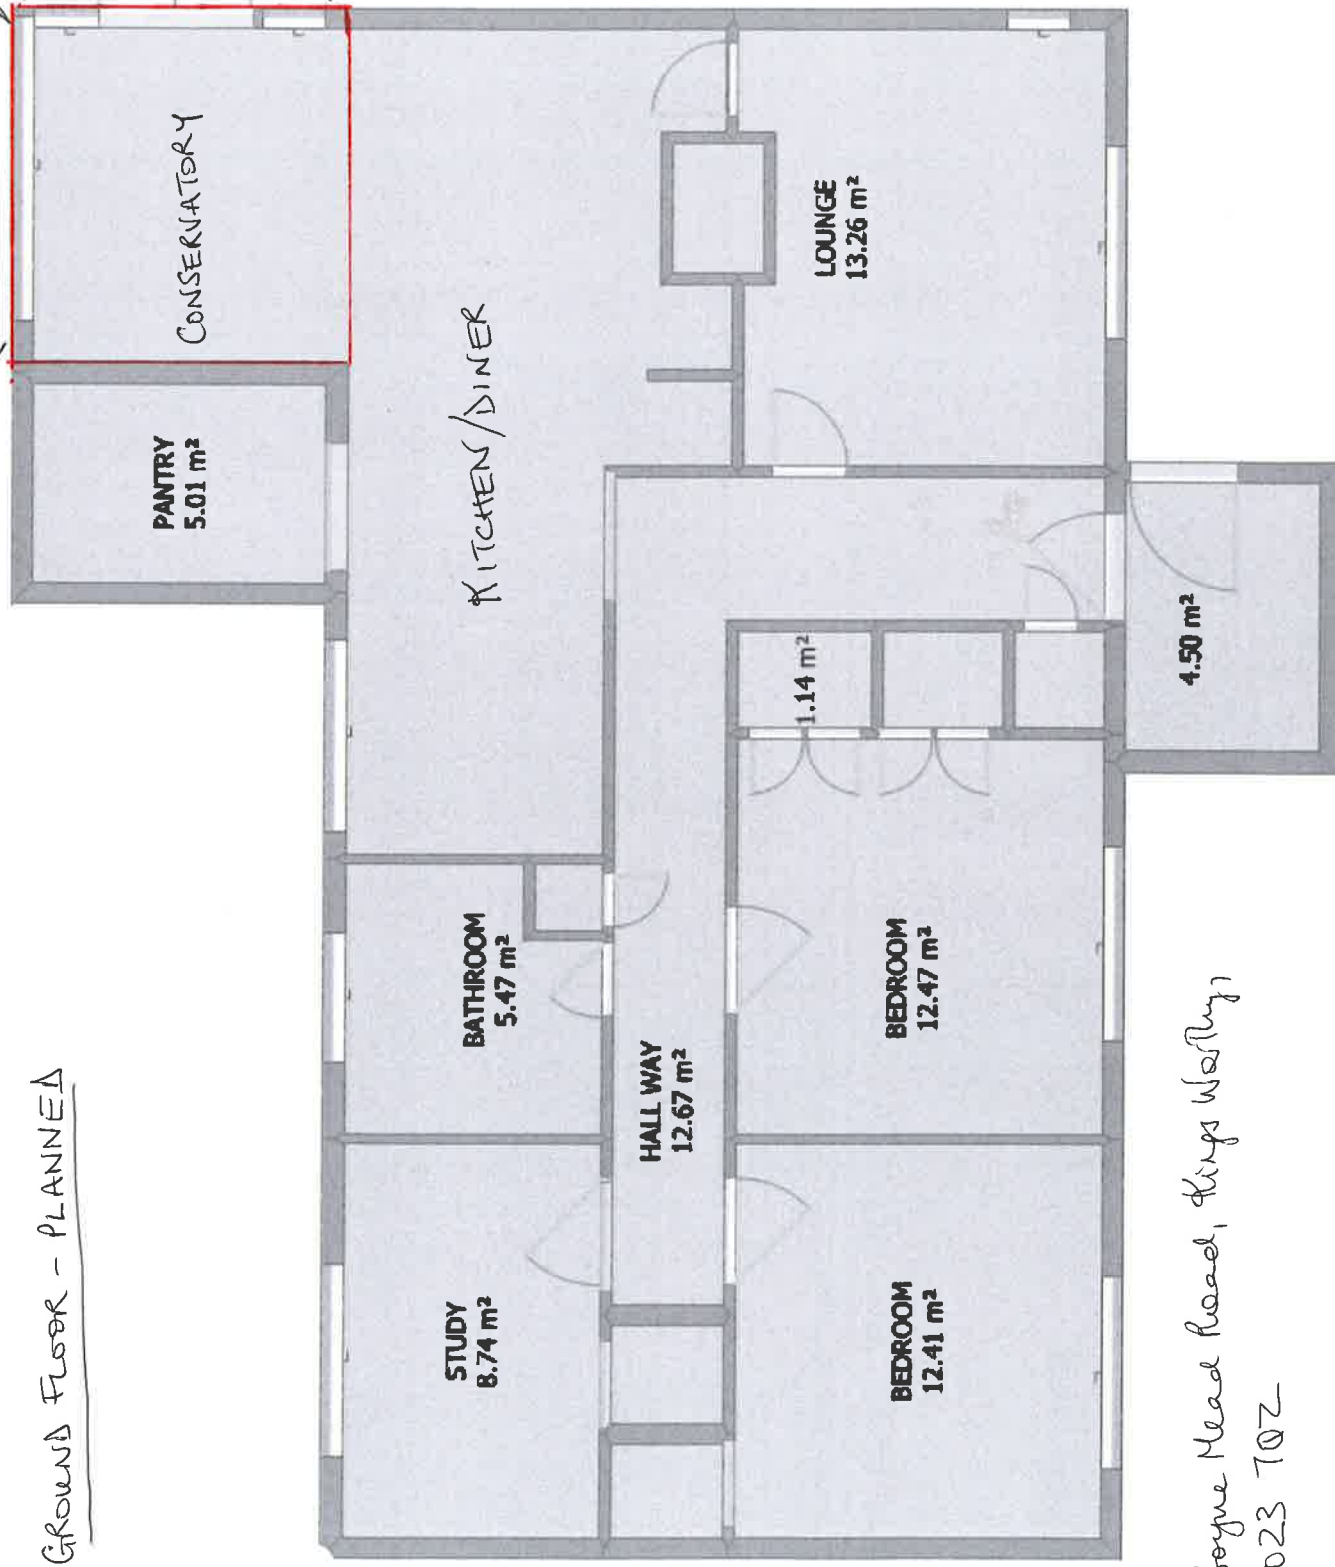 GROUND FLOOR - PLANNED
STUDY
8.74 m²
BATHROOM
5.47 m²
PANTRY
5.01 m²
CONSERVATORY
KITCHEN/DINER
HALL WAY
12.67 m²
BEDROOM
12.41 m²
BEDROOM
12.47 m²
1.14 m²
LOUNGE
13.26 m²
4.50 m²
Mead Road, Kings Worthy,
023 7QZ